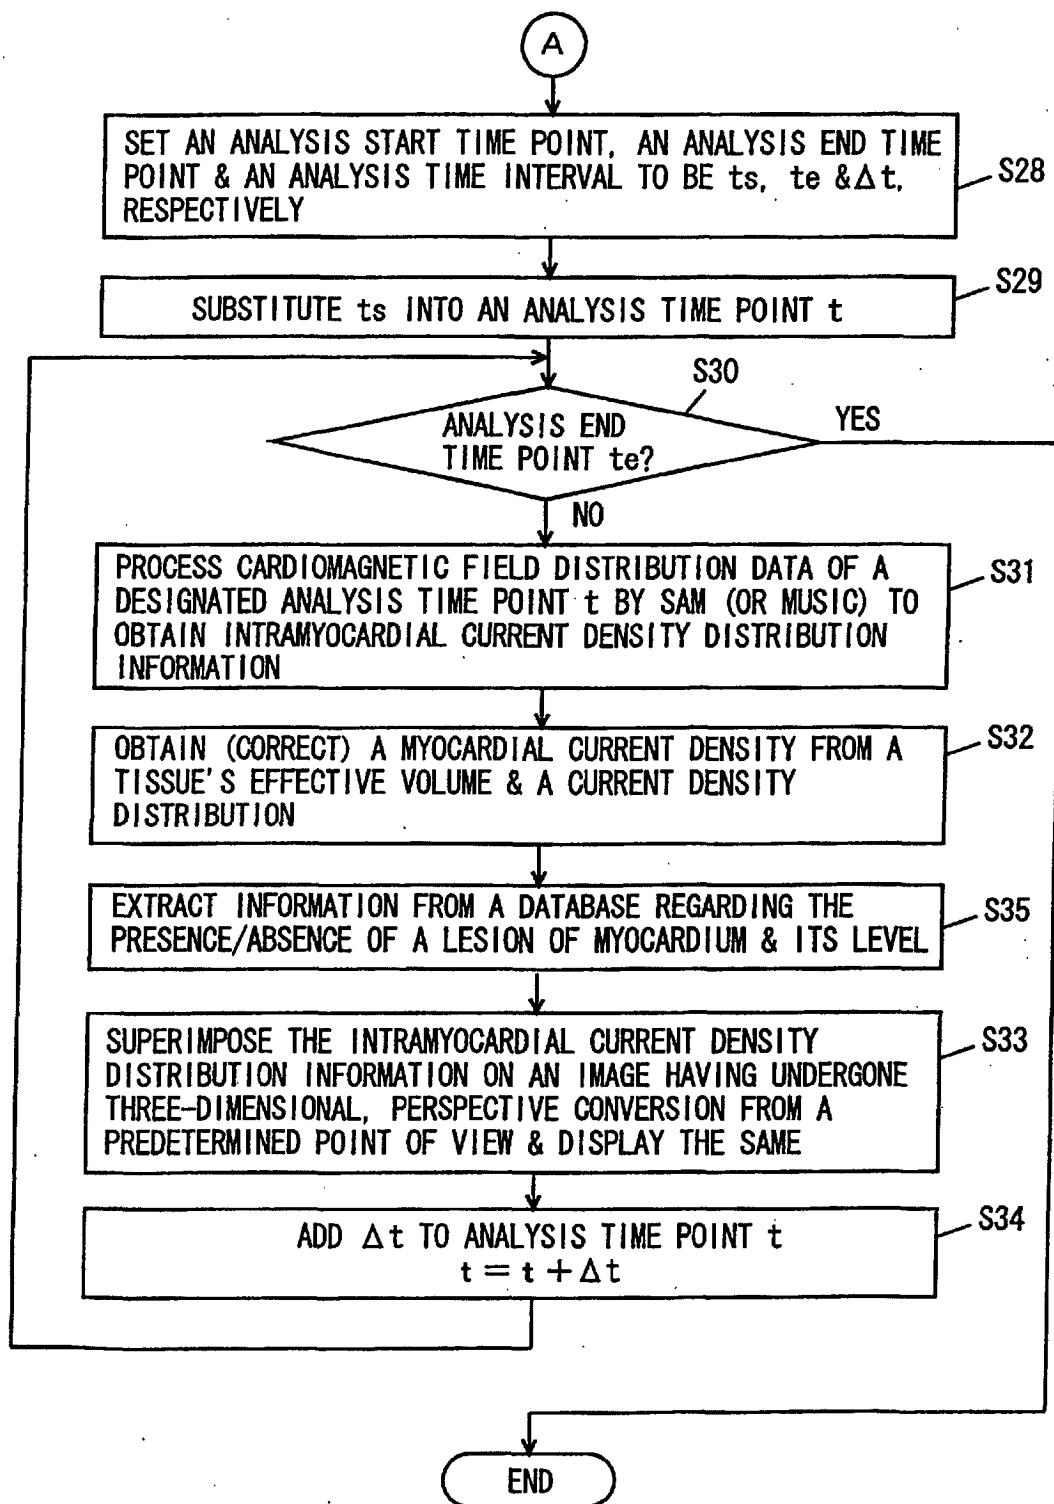 A
SET AN ANALYSIS START TIME POINT, AN ANALYSIS END TIME
POINT & AN ANALYSIS TIME INTERVAL TO BE ts, te &Δt,
RESPECTIVELY
S28
SUBSTITUTE ts INTO AN ANALYSIS TIME POINT t
S29
S30
ANALYSIS END
TIME POINT te?
YES
NO
PROCESS CARDIOMAGNETIC FIELD DISTRIBUTION DATA OF A
DESIGNATED ANALYSIS TIME POINT t BY SAM (OR MUSIC) TO
OBTAIN INTRAMYOCARDIAL CURRENT DENSITY DISTRIBUTION
INFORMATION
S31
OBTAIN (CORRECT) A MYOCARDIAL CURRENT DENSITY FROM A
TISSUE'S EFFECTIVE VOLUME & A CURRENT DENSITY
DISTRIBUTION
S32
EXTRACT INFORMATION FROM A DATABASE REGARDING THE
PRESENCE/ABSENCE OF A LESION OF MYOCARDIUM & ITS LEVEL
S35
SUPERIMPOSE THE INTRAMYOCARDIAL CURRENT DENSITY
DISTRIBUTION INFORMATION ON AN IMAGE HAVING UNDERGONE
THREE-DIMENSIONAL, PERSPECTIVE CONVERSION FROM A
PREDETERMINED POINT OF VIEW & DISPLAY THE SAME
S33
ADD Δt TO ANALYSIS TIME POINT t
t = t + Δt
S34
END